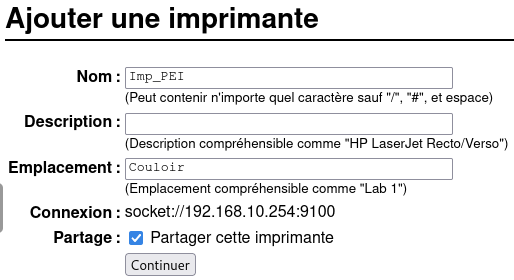 Ajouter une imprimante
Nom : Imp_PEI
(Peut contenir n'importe quel caractère sauf "/", "#", et espace)
Description :
(Description compréhensible comme "HP LaserJet Recto/Verso")
Emplacement : Couloir
(Emplacement compréhensible comme "Lab 1")
Connexion : socket://192.168.10.254:9100
Partage : Partager cette imprimante
Continuer